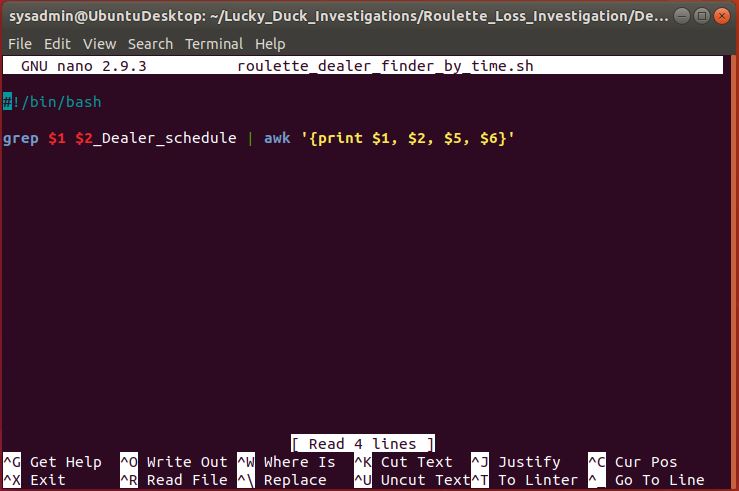 sysadmin@UbuntuDesktop: ~/Lucky_Duck_Investigations/Roulette_Loss_Investigation/De...
File Edit View Search Terminal Help
GNU nano 2.9.3 roulette_dealer_finder_by_time.sh
#!/bin/bash
grep $1 $2_Dealer_schedule | awk '{print $1, $2, $5, $6}'
[ Read 4 lines ]
^G Get Help ^O Write Out ^W Where Is ^K Cut Text ^J Justify ^C Cur Pos
^X Exit ^R Read File ^\ Replace ^U Uncut Text ^T To Linter ^_ Go To Line